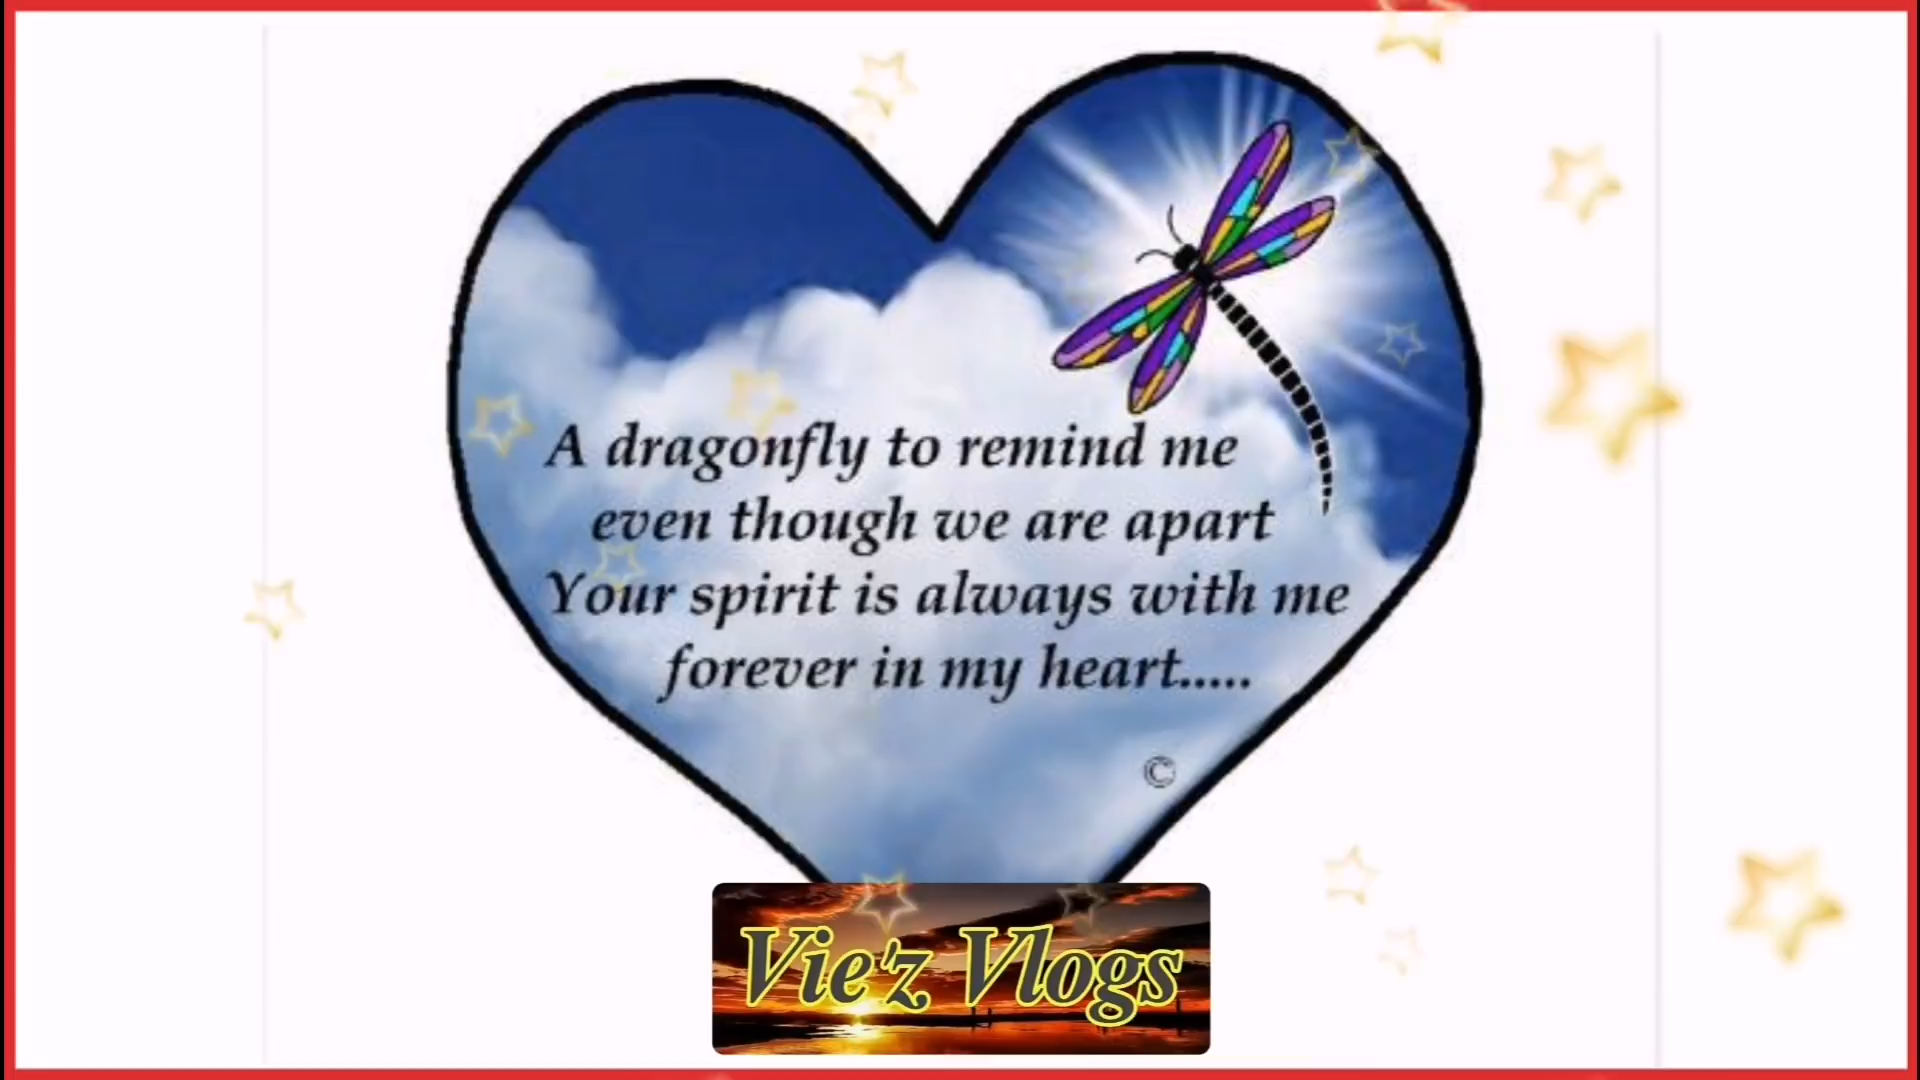 A dragonfly to remind me
even though we are apart
Your spirit is always with me
forever in my heart.....
©
Vie'z Vlogs